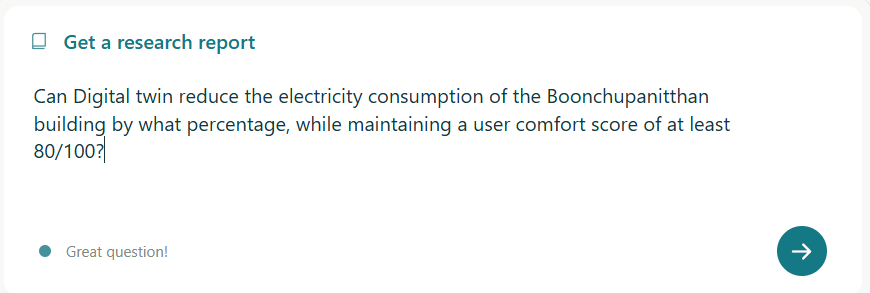 Get a research report
Can Digital twin reduce the electricity consumption of the Boonchupanitthan
building by what percentage, while maintaining a user comfort score of at least
80/100?
Great question!